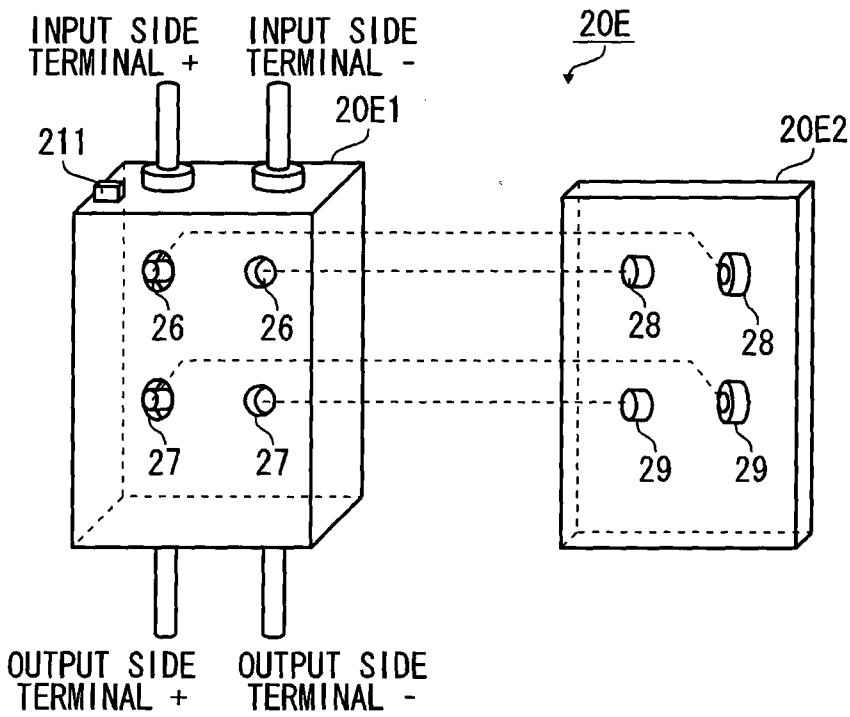 INPUT SIDE
TERMINAL +
INPUT SIDE
TERMINAL -
20E
211
20E1
20E2
26
26
28
28
27
27
29
29
OUTPUT SIDE
TERMINAL +
OUTPUT SIDE
TERMINAL -